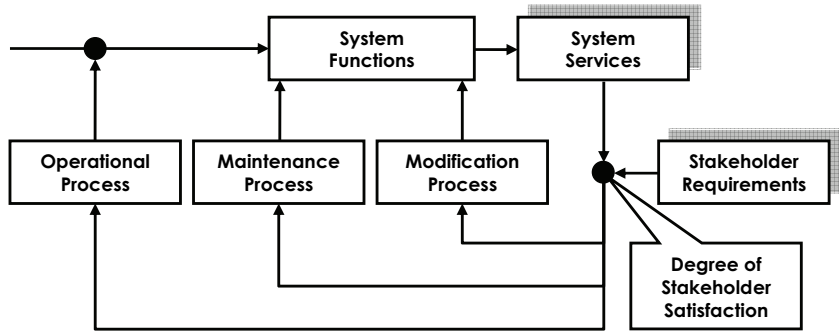 System
Functions
System
Services
Operational
Process
Maintenance
Process
Modification
Process
Stakeholder
Requirements
Degree of
Stakeholder
Satisfaction